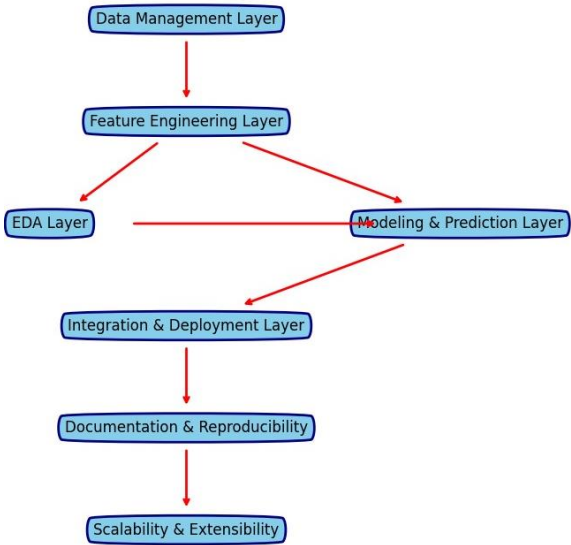 Data Management Layer
Feature Engineering Layer
EDA Layer
Modeling & Prediction Layer
Integration & Deployment Layer
Documentation & Reproducibility
Scalability & Extensibility